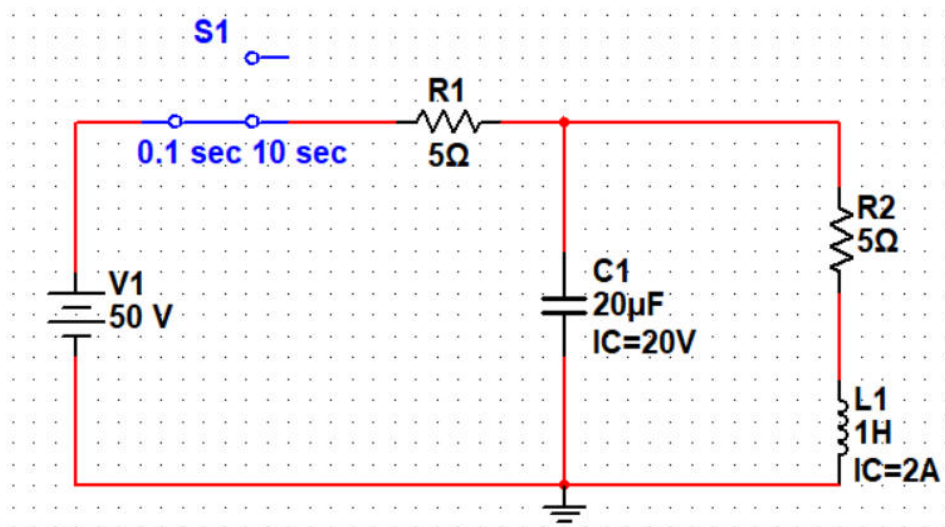 S1
0.1 sec 10 sec
R1
5Ω
V1
50 V
C1
20µF
IC=20V
R2
5Ω
L1
1H
IC=2A